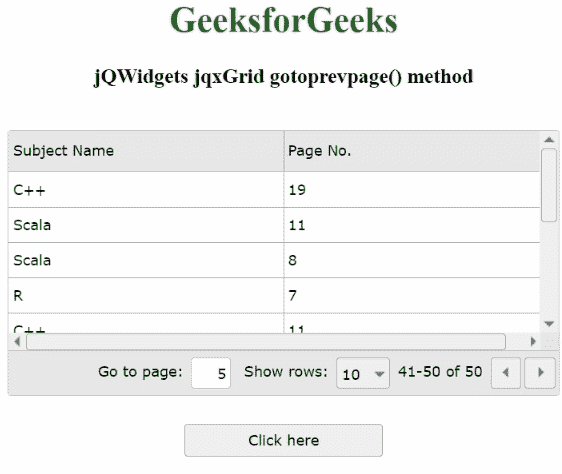 GeeksforGeeks
jQWidgets jqxGrid gotoprevpage() method
Subject Name Page No.
C++ 19
Scala 11
Scala 8
R 7
C++ 11
Go to page: 5 Show rows: 10 41-50 of 50
Click here